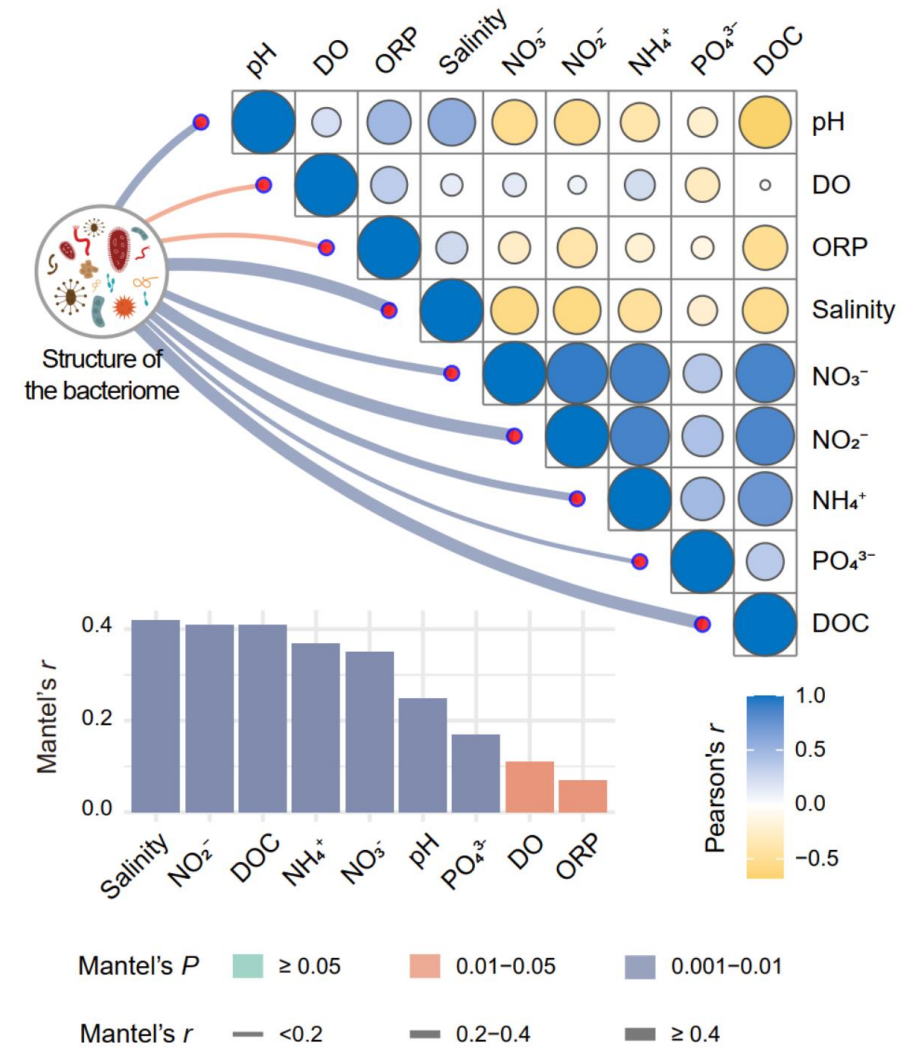 pH DO ORP Salinity NO₃⁻ NO₂⁻ NH₄⁺ PO₄³⁻ DOC
pH
DO
ORP
Salinity
NO₃⁻
NO₂⁻
NH₄⁺
PO₄³⁻
DOC
Structure of
the bacteriome
Mantel's r
0.4
0.2
0.0
Salinity NO₂⁻ DOC NH₄⁺ NO₃⁻ pH PO₄³⁻ DO ORP
Pearson's r
1.0
0.5
0.0
−0.5
Mantel's P ≥ 0.05 0.01−0.05 0.001−0.01
Mantel's r <0.2 0.2−0.4 ≥ 0.4